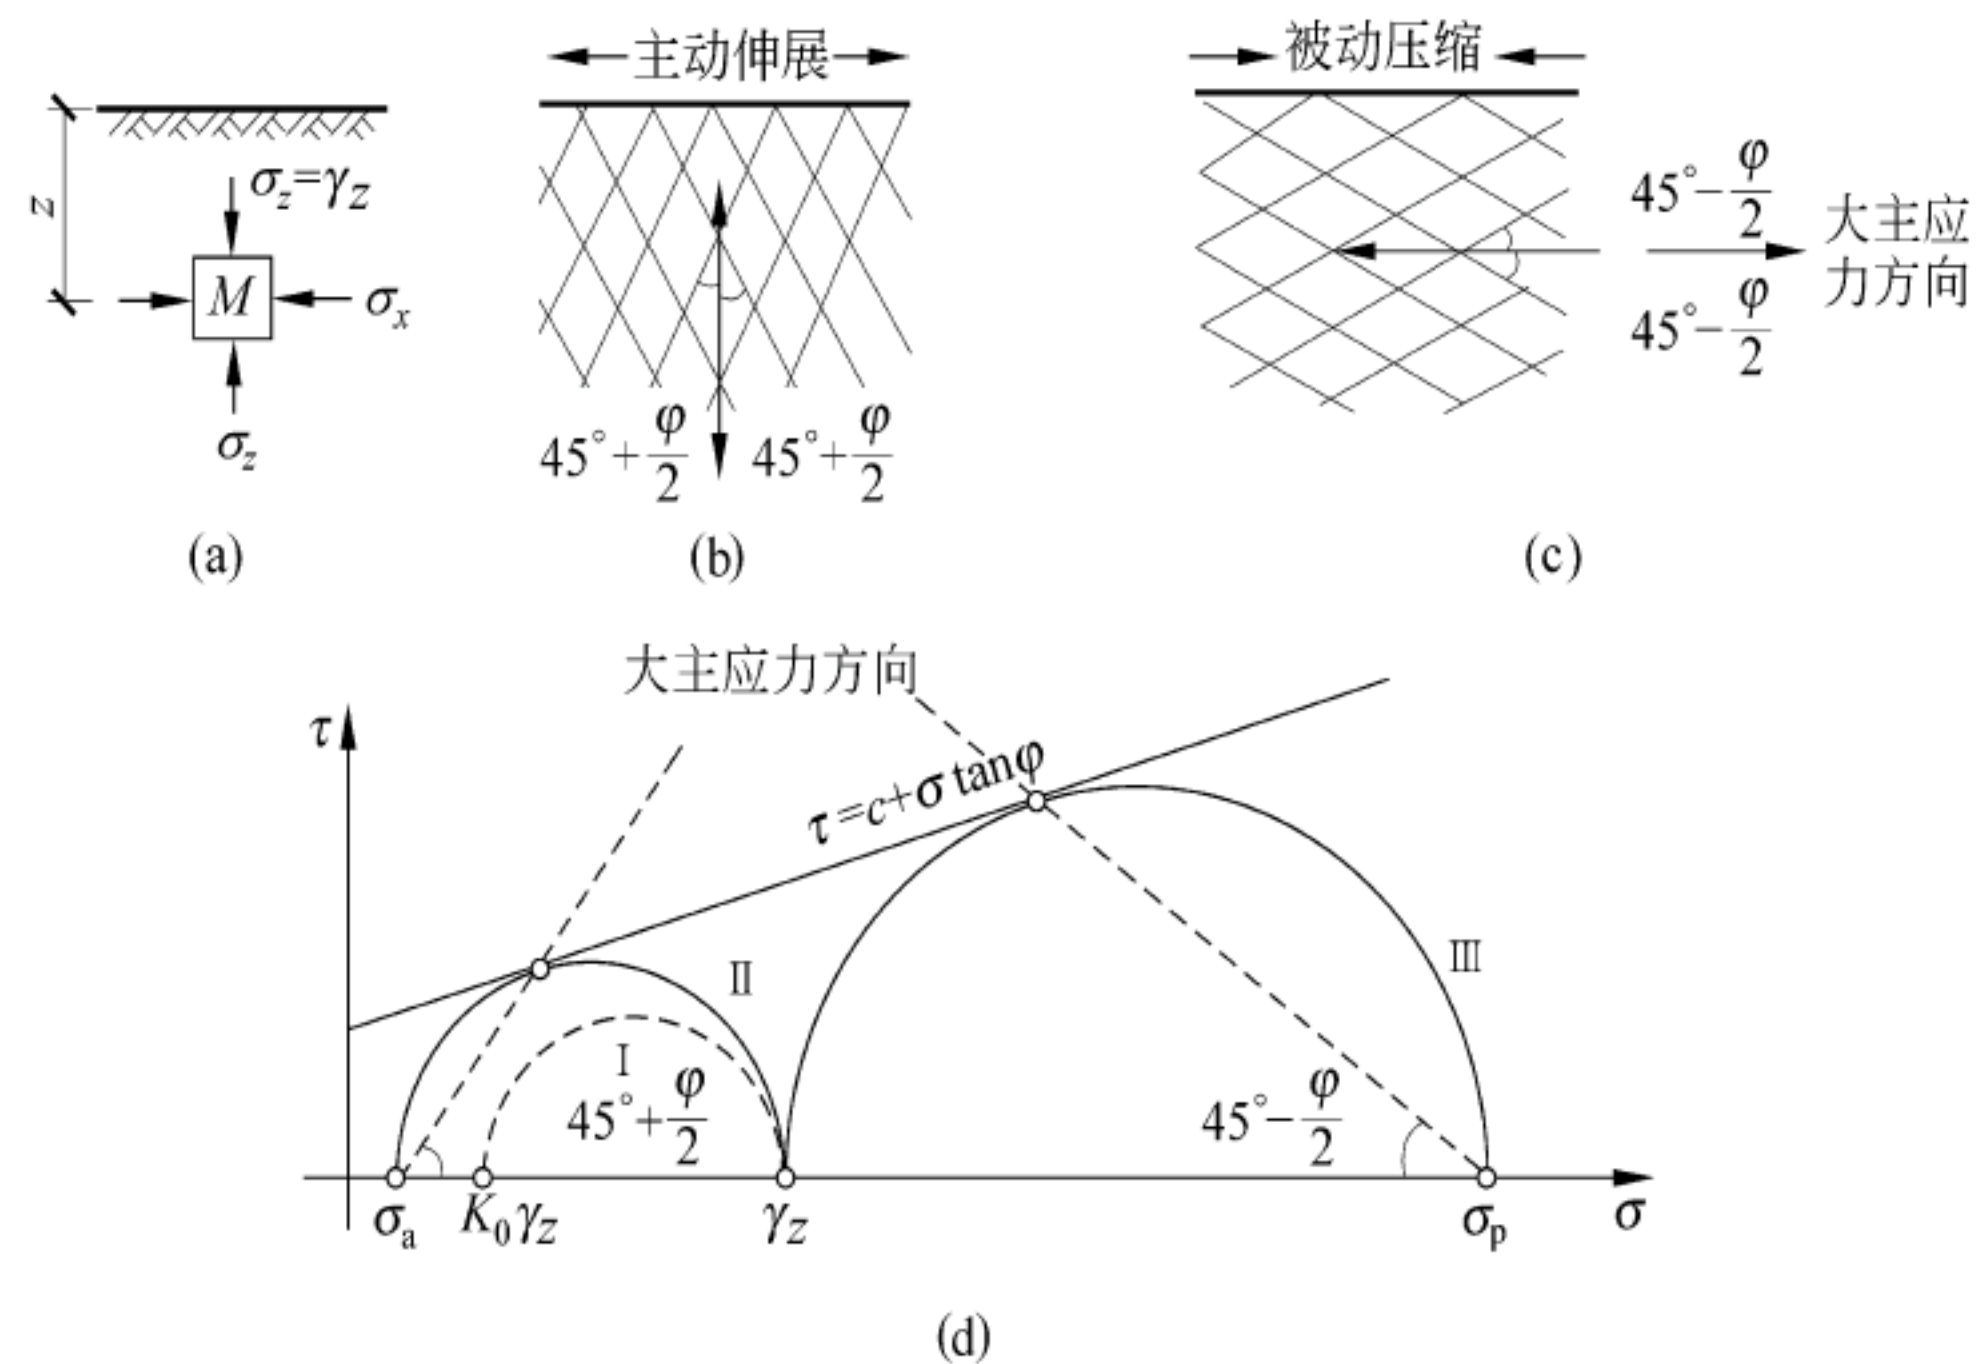 主动伸展
被动压缩
z
σz=γz
M
σx
σz
45°+φ/2
45°+φ/2
45°−φ/2
45°−φ/2
大主应
力方向
(a)
(b)
(c)
大主应力方向
τ
τ=c+σ tanφ
Ⅱ
Ⅲ
Ⅰ
45°+φ/2
45°−φ/2
σa
K0γz
γz
σp
σ
(d)